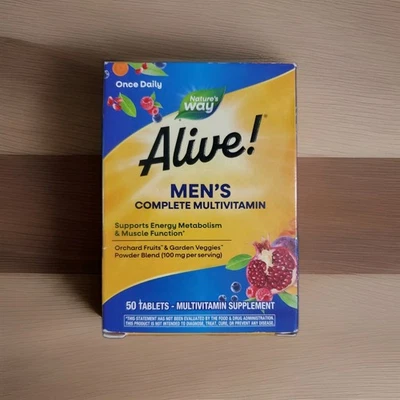 Once Daily
Nature's
way
Alive!®
MEN'S
COMPLETE MULTIVITAMIN
Supports Energy Metabolism
& Muscle Function*
Orchard Fruits™ & Garden Veggies™
Powder Blend (100 mg per serving)
50 TABLETS - MULTIVITAMIN SUPPLEMENT
*THIS STATEMENT HAS NOT BEEN EVALUATED BY THE FOOD & DRUG ADMINISTRATION.
THIS PRODUCT IS NOT INTENDED TO DIAGNOSE, TREAT, CURE, OR PREVENT ANY DISEASE.